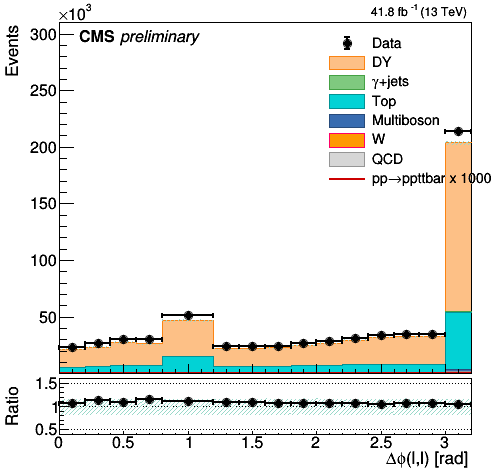 ×10³
41.8 fb⁻¹ (13 TeV)
CMS preliminary
Events
300
250
200
150
100
50
Data
DY
γ+jets
Top
Multiboson
W
QCD
pp→ppttbar x 1000
Ratio
1.5
1
0.5
0 0.5 1 1.5 2 2.5 3
Δϕ(l,l) [rad]